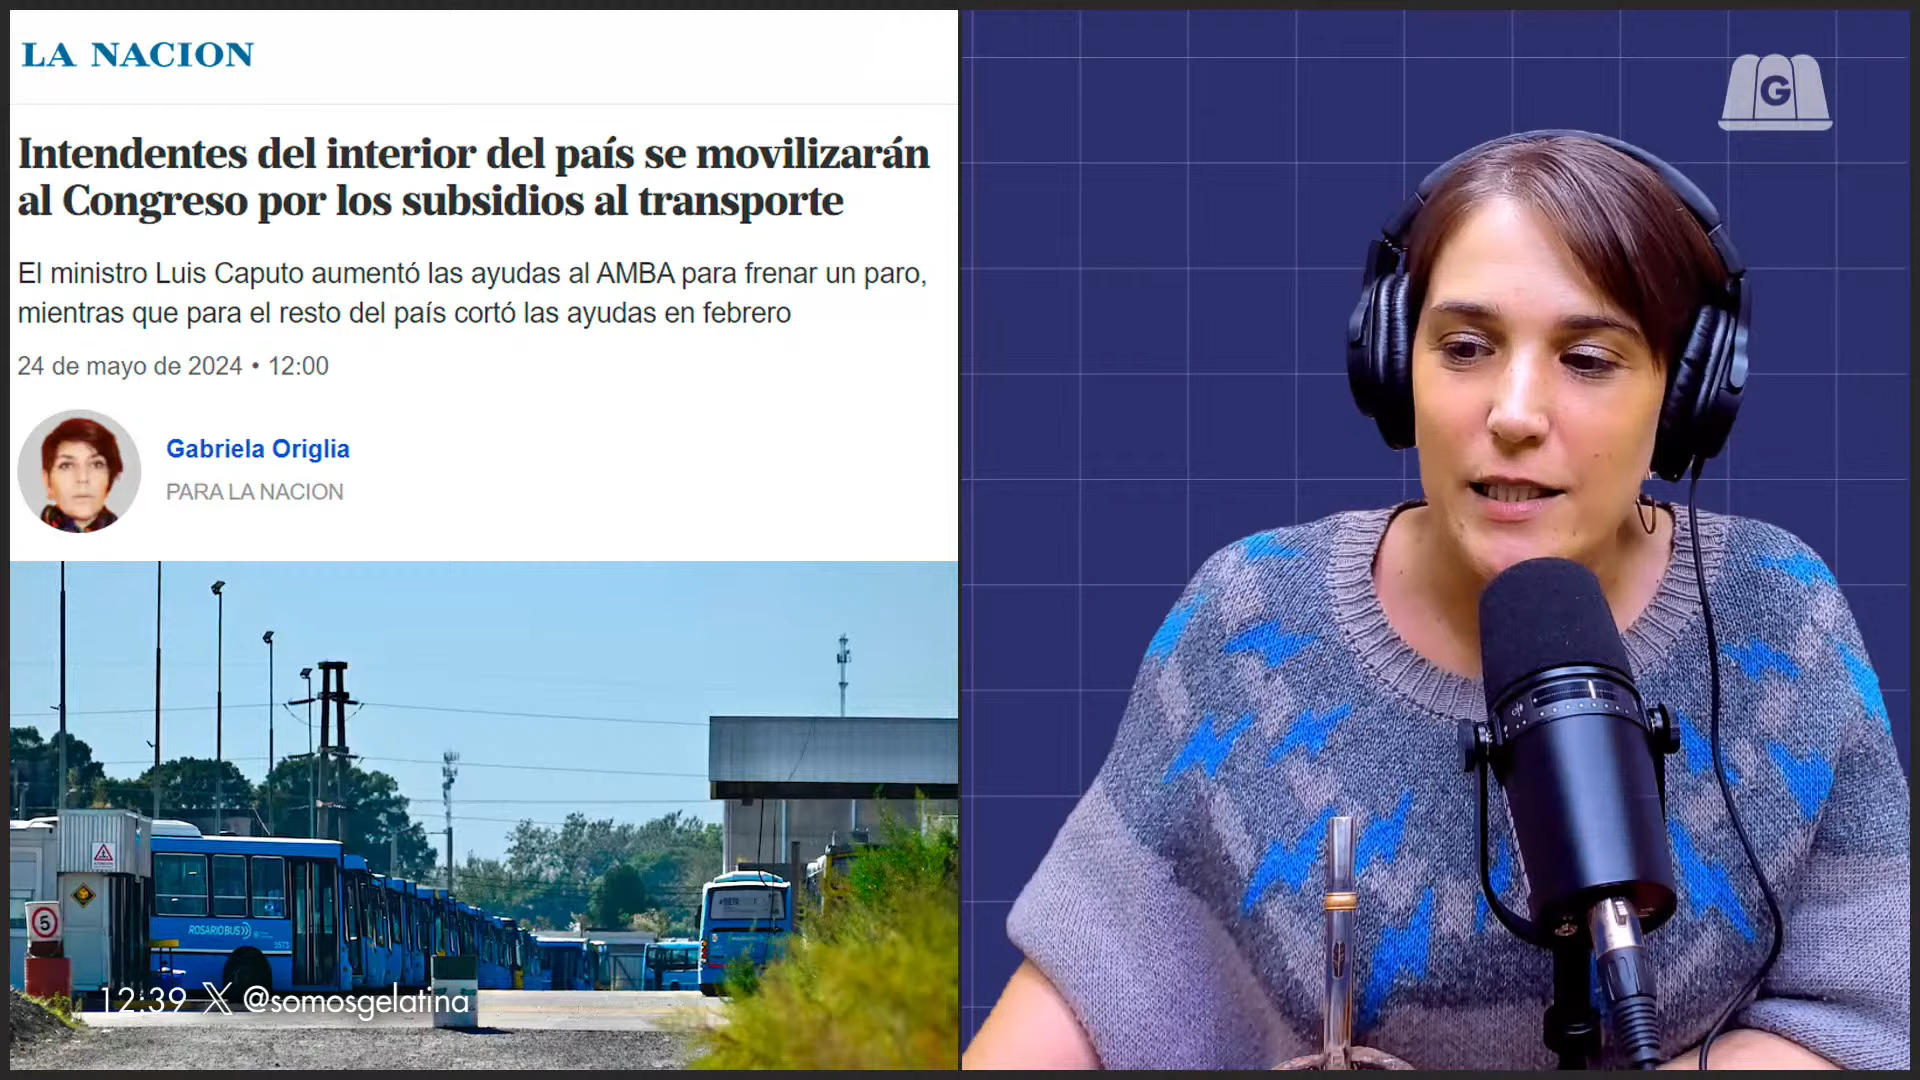 LA NACION
Intendentes del interior del país se movilizarán
al Congreso por los subsidios al transporte
El ministro Luis Caputo aumentó las ayudas al AMBA para frenar un paro,
mientras que para el resto del país cortó las ayudas en febrero
24 de mayo de 2024 • 12:00
Gabriela Origlia
PARA LA NACION
G
5
ROSARIO BUS
3573
12:39 X @somosgelatina